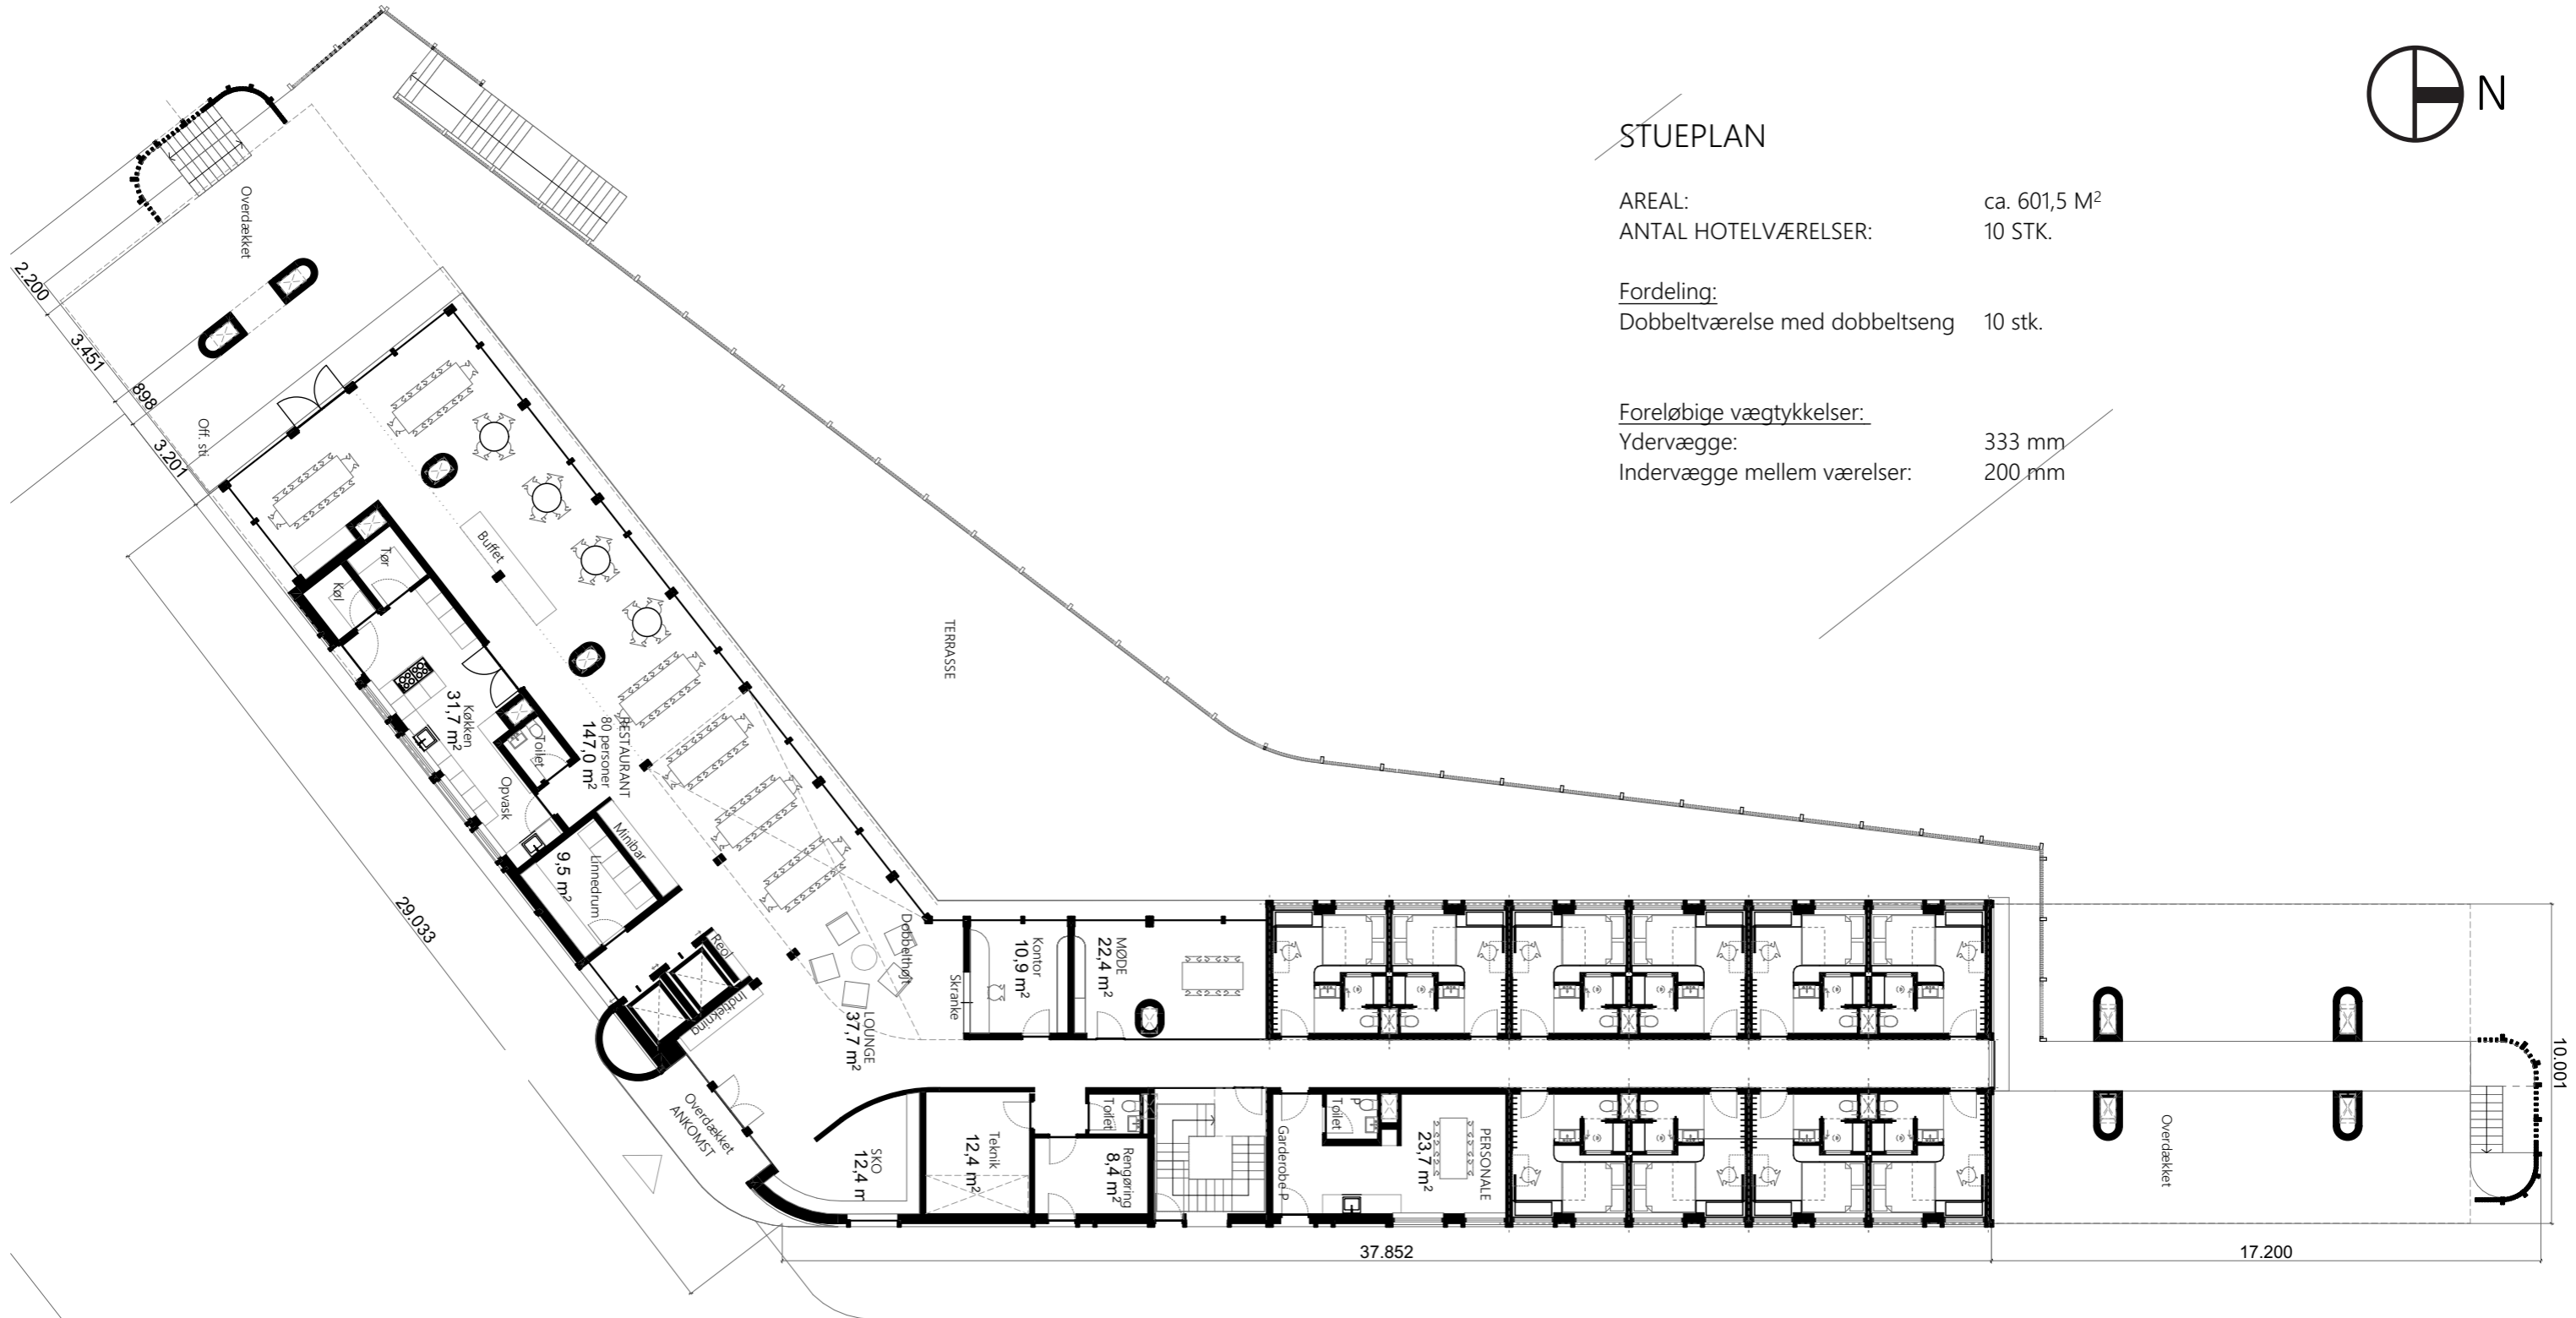 N
STUEPLAN
AREAL: ca. 601,5 M²
ANTAL HOTELVÆRELSER: 10 STK.
Fordeling:
Dobbeltværelse med dobbeltseng 10 stk.
Foreløbige vægtykkelser:
Ydervægge: 333 mm
Indervægge mellem værelser: 200 mm
Overdækket
2.200
3.451
898
3.201
Off. sti
Buffet
Tør
Køl
Køkken
31,7 m²
Toilet
Opvask
RESTAURANT
80 personer
147,0 m²
Minibar
Linnedrum
9,5 m²
29.033
TERRASSE
Reol
Indtjekning
Dobbelthøjt
LOUNGE
37,7 m²
Skranke
Kontor
10,9 m²
MØDE
22,4 m²
Overdækket
ANKOMST
SKO
12,4 m
Teknik
12,4 m²
Toilet
Rengøring
8,4 m²
Garderobe P
Toilet
P
PERSONALE
23,7 m²
Overdækket
10.001
37.852
17.200